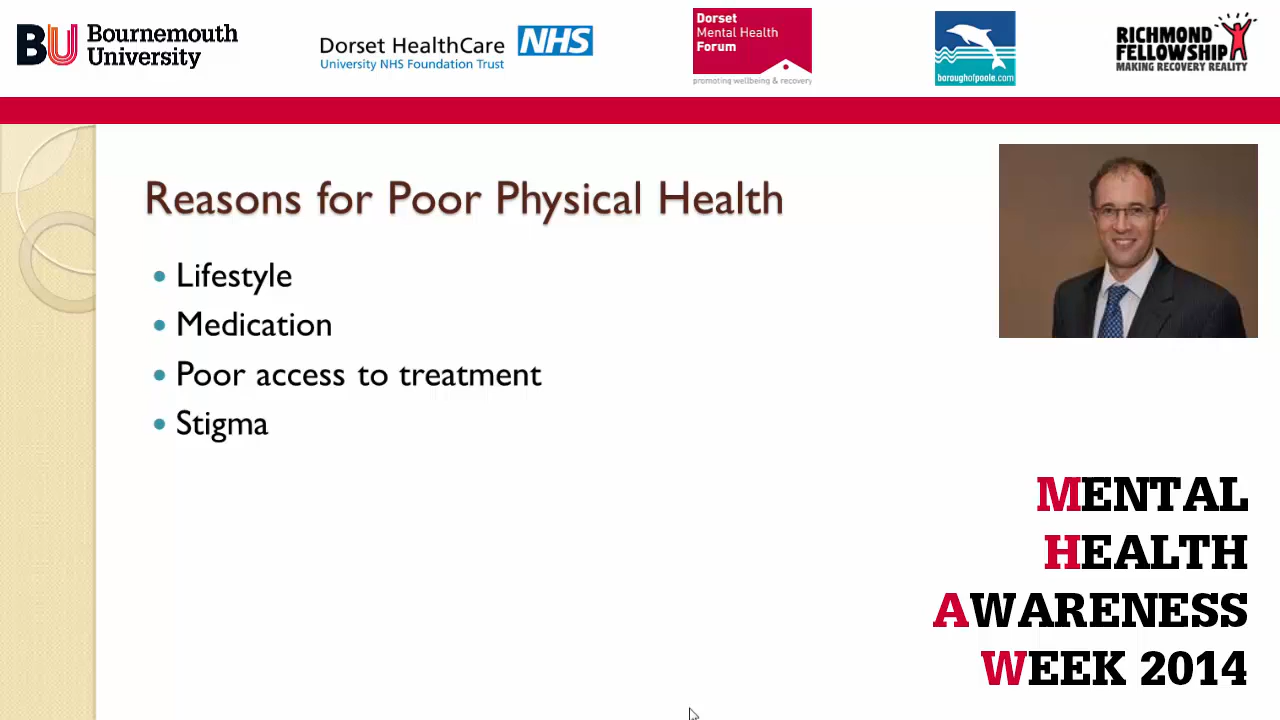 BU Bournemouth
University
Dorset HealthCare
University NHS Foundation Trust
NHS
Dorset
Mental Health
Forum
promoting wellbeing & recovery
boroughofpoole.com
RICHMOND
FELLOWSHIP
MAKING RECOVERY REALITY
Reasons for Poor Physical Health
• Lifestyle
• Medication
• Poor access to treatment
• Stigma
MENTAL
HEALTH
AWARENESS
WEEK 2014